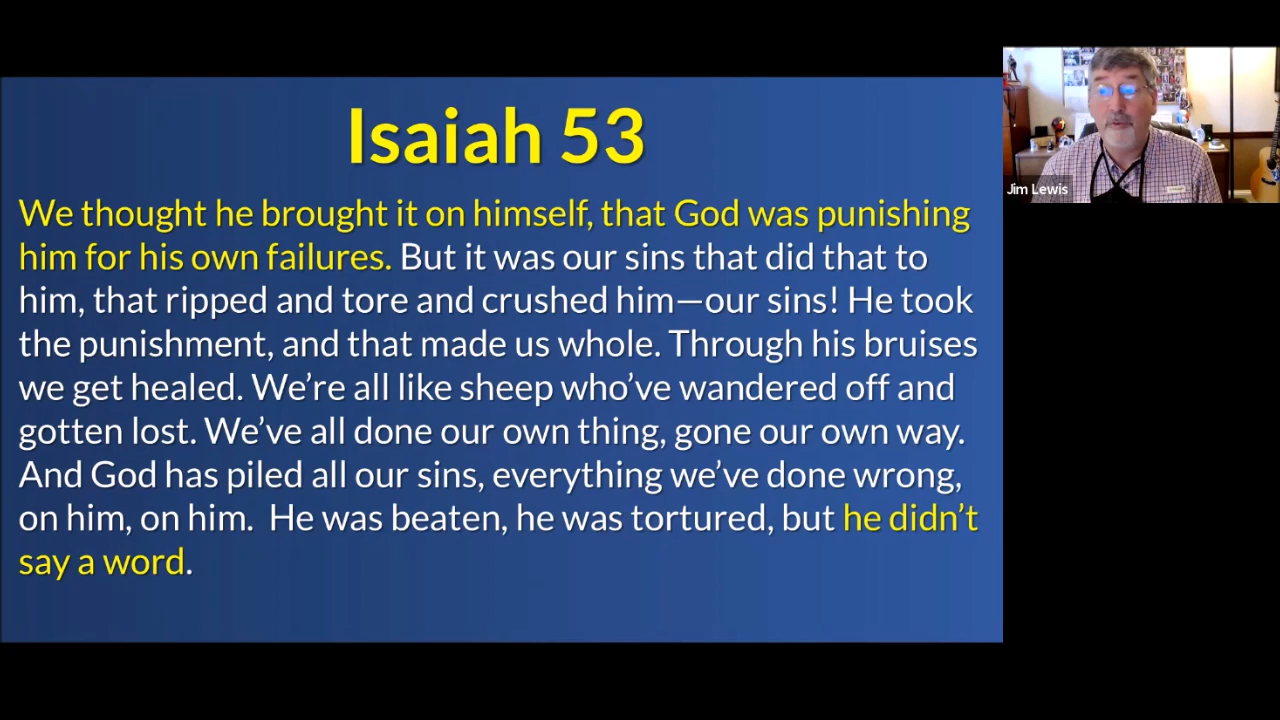 Isaiah 53
We thought he brought it on himself, that God was punishing
him for his own failures. But it was our sins that did that to
him, that ripped and tore and crushed him—our sins! He took
the punishment, and that made us whole. Through his bruises
we get healed. We’re all like sheep who’ve wandered off and
gotten lost. We’ve all done our own thing, gone our own way.
And God has piled all our sins, everything we’ve done wrong,
on him, on him.  He was beaten, he was tortured, but he didn’t
say a word.
Jim Lewis